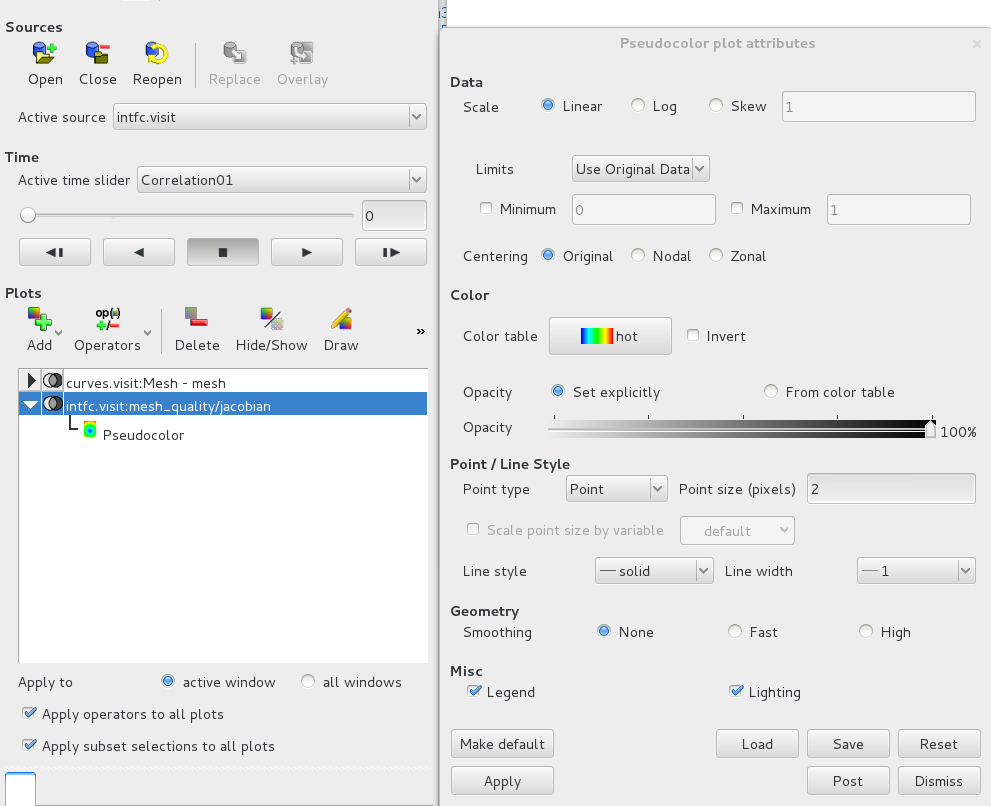 Sources
Open Close Reopen Replace Overlay
Active source intfc.visit
Time
Active time slider Correlation01
0
Plots
op(i)
Add Operators Delete Hide/Show Draw »
curves.visit:Mesh - mesh
intfc.visit:mesh_quality/jacobian
Pseudocolor
Apply to active window all windows
Apply operators to all plots
Apply subset selections to all plots
Pseudocolor plot attributes
Data
Scale Linear Log Skew 1
Limits Use Original Data
Minimum 0 Maximum 1
Centering Original Nodal Zonal
Color
Color table hot Invert
Opacity Set explicitly From color table
Opacity 100%
Point / Line Style
Point type Point Point size (pixels) 2
Scale point size by variable default
Line style solid Line width 1
Geometry
Smoothing None Fast High
Misc
Legend Lighting
Make default Load Save Reset
Apply Post Dismiss